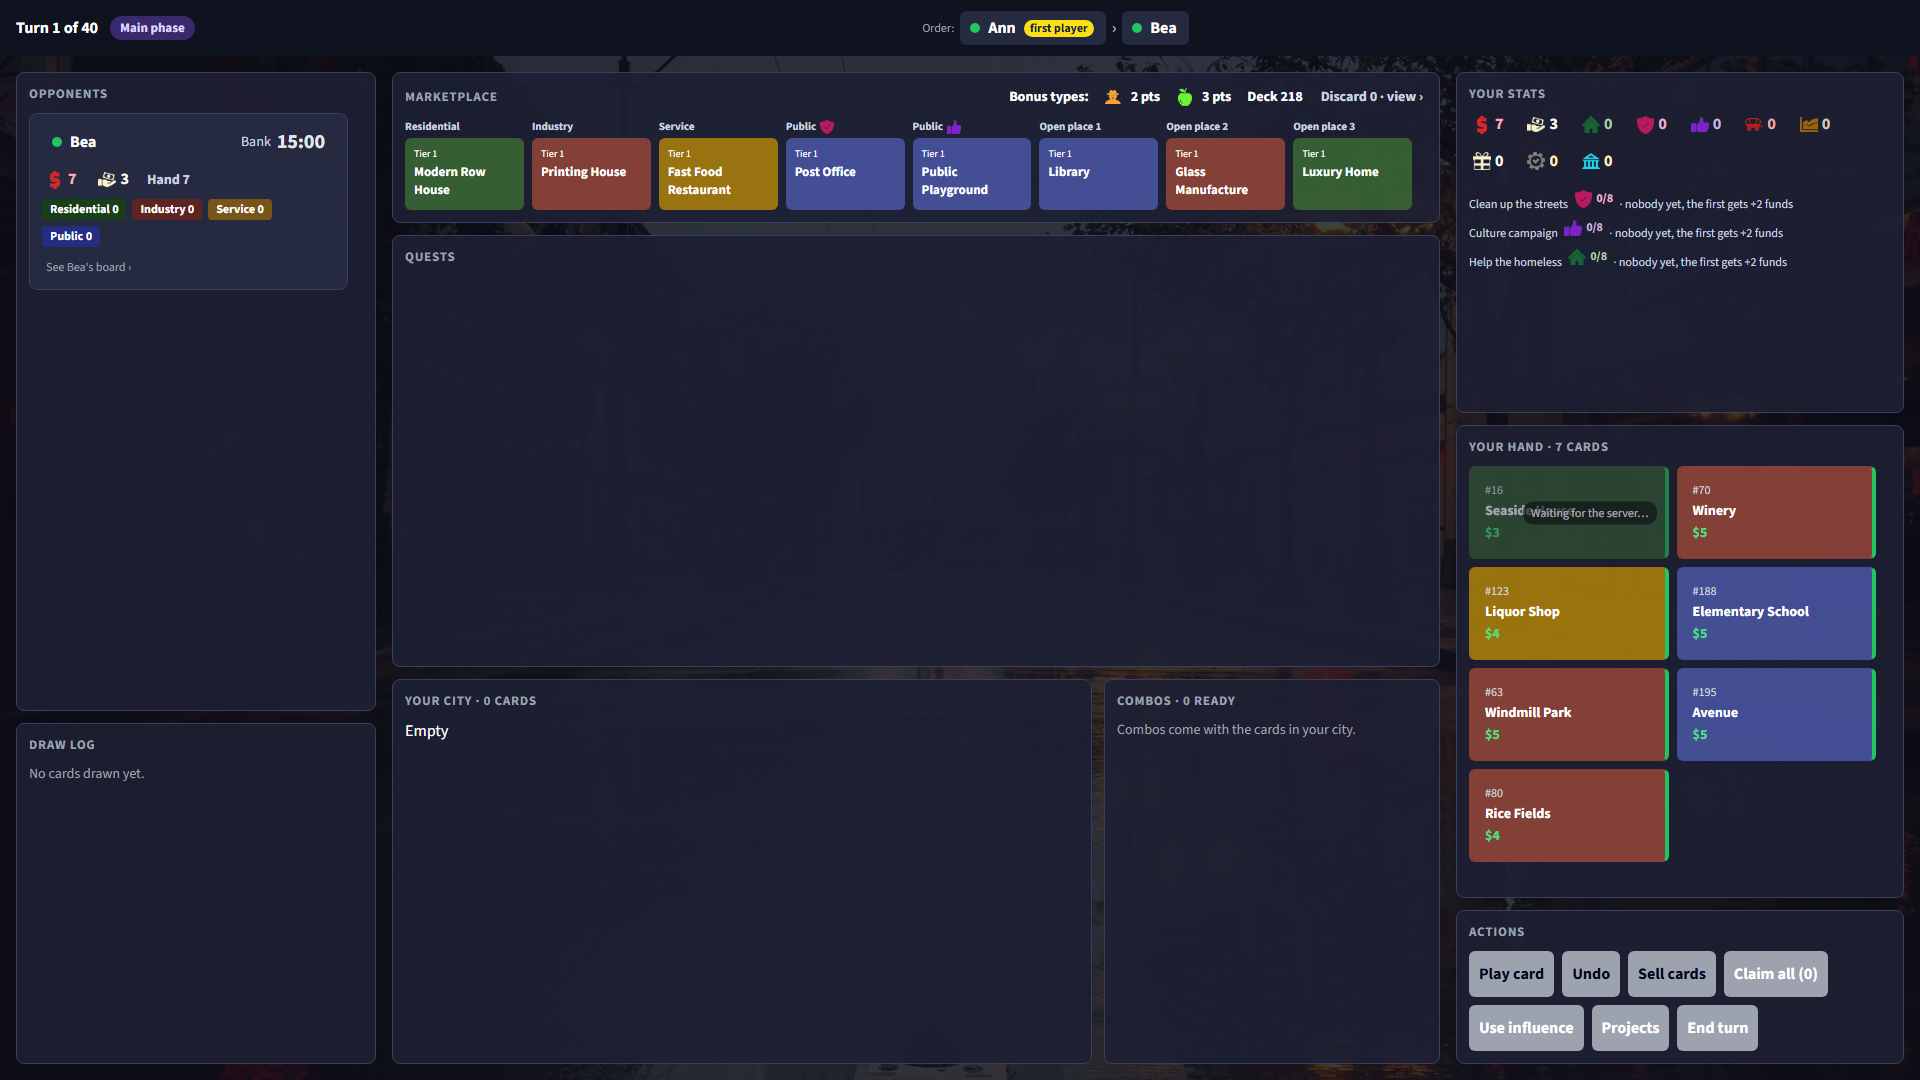 Turn 1 of 40
Main phase
Order:
Ann
first player
›
Bea
OPPONENTS
Bea
Bank 15:00
7
3
Hand 7
Residential 0
Industry 0
Service 0
Public 0
See Bea's board ›
DRAW LOG
No cards drawn yet.
MARKETPLACE
Bonus types:
2 pts
3 pts
Deck 218
Discard 0 · view ›
Residential
Tier 1
Modern Row
House
Industry
Tier 1
Printing House
Service
Tier 1
Fast Food
Restaurant
Public
Tier 1
Post Office
Public
Tier 1
Public
Playground
Open place 1
Tier 1
Library
Open place 2
Tier 1
Glass
Manufacture
Open place 3
Tier 1
Luxury Home
QUESTS
YOUR CITY · 0 CARDS
Empty
COMBOS · 0 READY
Combos come with the cards in your city.
YOUR STATS
7
3
0
0
0
0
0
0
0
0
Clean up the streets 0/8 · nobody yet, the first gets +2 funds
Culture campaign 0/8 · nobody yet, the first gets +2 funds
Help the homeless 0/8 · nobody yet, the first gets +2 funds
YOUR HAND · 7 CARDS
#16
Seaside
Waiting for the server…
$3
#70
Winery
$5
#123
Liquor Shop
$4
#188
Elementary School
$5
#63
Windmill Park
$5
#195
Avenue
$5
#80
Rice Fields
$4
ACTIONS
Play card
Undo
Sell cards
Claim all (0)
Use influence
Projects
End turn